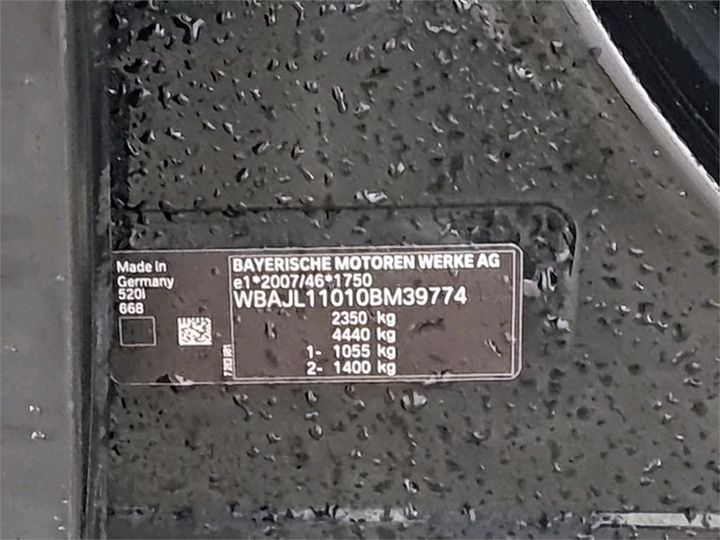 Made in
Germany
520i
668
BAYERISCHE MOTOREN WERKE AG
e1*2007/46*1750
WBAJL11010BM39774
2350 kg
4440 kg
1- 1055 kg
2- 1400 kg